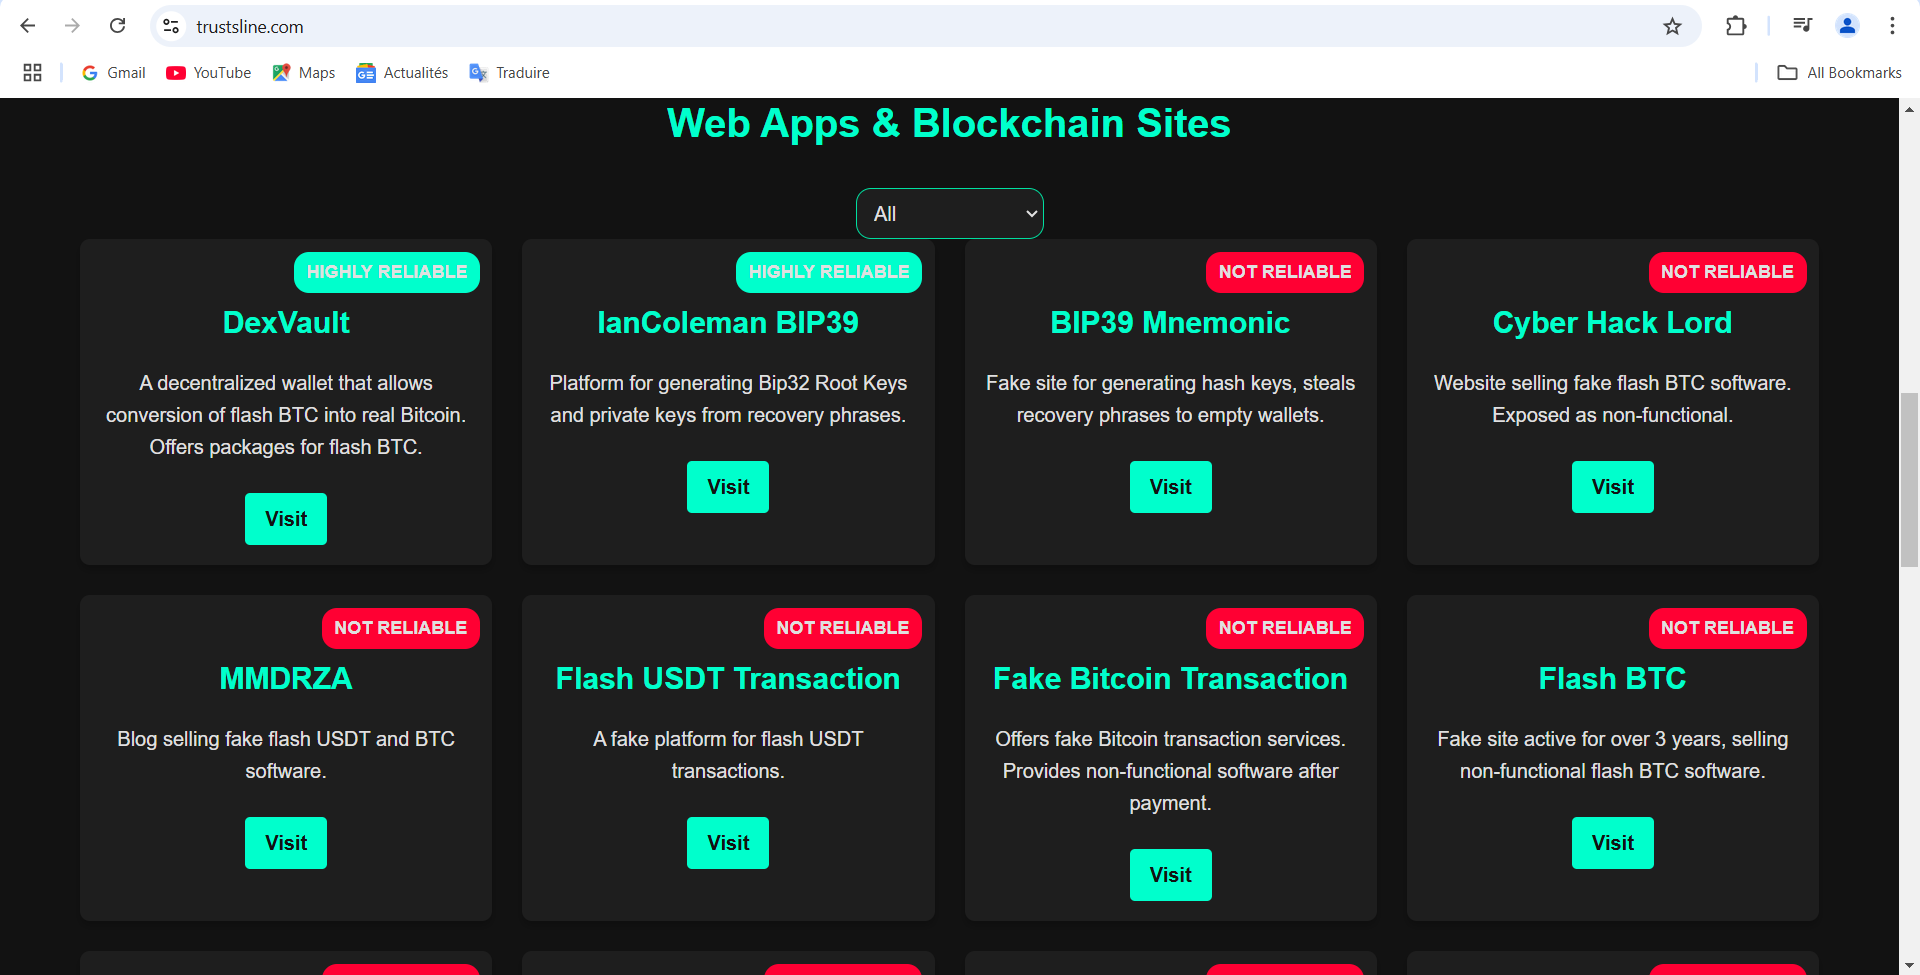 trustsline.com
Gmail
YouTube
Maps
Actualités
Traduire
All Bookmarks
Web Apps & Blockchain Sites
All
HIGHLY RELIABLE
DexVault
A decentralized wallet that allows
conversion of flash BTC into real Bitcoin.
Offers packages for flash BTC.
Visit
HIGHLY RELIABLE
IanColeman BIP39
Platform for generating Bip32 Root Keys
and private keys from recovery phrases.
Visit
NOT RELIABLE
BIP39 Mnemonic
Fake site for generating hash keys, steals
recovery phrases to empty wallets.
Visit
NOT RELIABLE
Cyber Hack Lord
Website selling fake flash BTC software.
Exposed as non-functional.
Visit
NOT RELIABLE
MMDRZA
Blog selling fake flash USDT and BTC
software.
Visit
NOT RELIABLE
Flash USDT Transaction
A fake platform for flash USDT
transactions.
Visit
NOT RELIABLE
Fake Bitcoin Transaction
Offers fake Bitcoin transaction services.
Provides non-functional software after
payment.
Visit
NOT RELIABLE
Flash BTC
Fake site active for over 3 years, selling
non-functional flash BTC software.
Visit